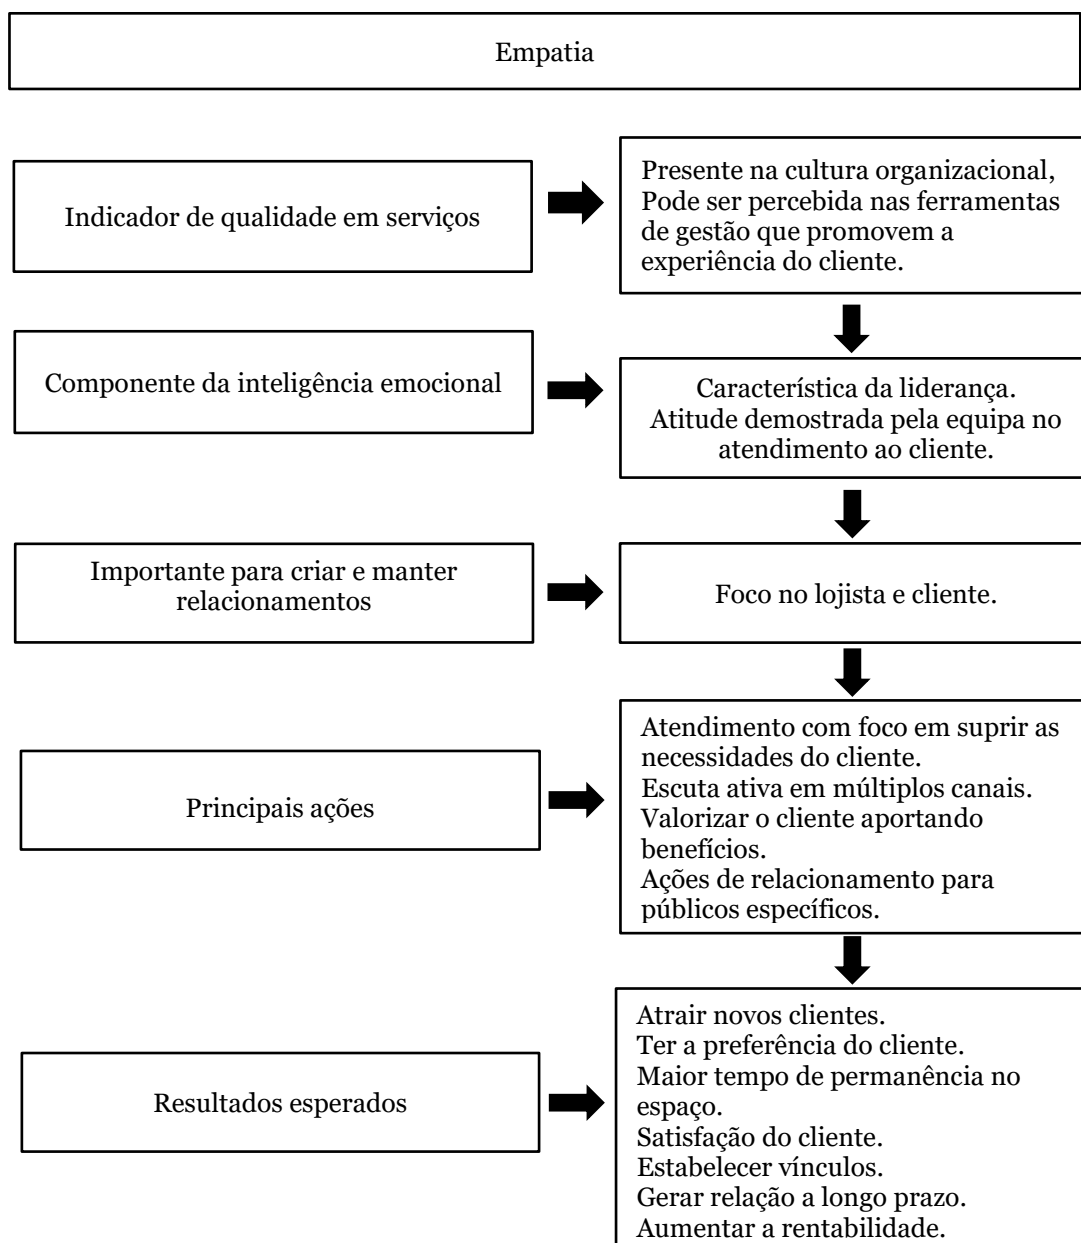 Empatia
Indicador de qualidade em serviços
Presente na cultura organizacional,
Pode ser percebida nas ferramentas
de gestão que promovem a
experiência do cliente.
Componente da inteligência emocional
Característica da liderança.
Atitude demostrada pela equipa no
atendimento ao cliente.
Importante para criar e manter
relacionamentos
Foco no lojista e cliente.
Principais ações
Atendimento com foco em suprir as
necessidades do cliente.
Escuta ativa em múltiplos canais.
Valorizar o cliente aportando
benefícios.
Ações de relacionamento para
públicos específicos.
Resultados esperados
Atrair novos clientes.
Ter a preferência do cliente.
Maior tempo de permanência no
espaço.
Satisfação do cliente.
Estabelecer vínculos.
Gerar relação a longo prazo.
Aumentar a rentabilidade.